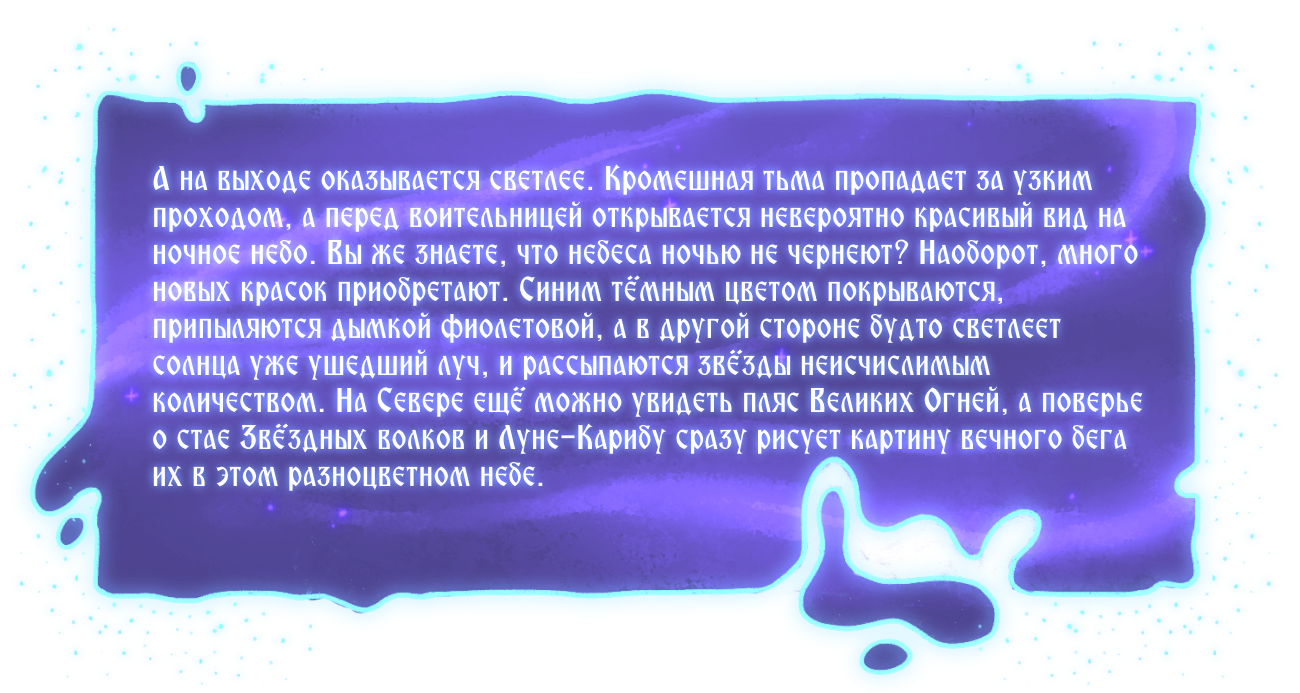 А на выходе оказывается светлее. Кромешная тьма пропадает за узким
проходом, а перед воительницей открывается невероятно красивый вид на
ночное небо. Вы же знаете, что небеса ночью не чернеют? Наоборот, много
новых красок приобретают. Синим тёмным цветом покрываются,
припыляются дымкой фиолетовой, а в другой стороне будто светлеет
солнца уже ушедший луч, и рассыпаются звёзды неисчислимым
количеством. На Севере ещё можно увидеть пляс Великих Огней, а поверье
о стае Звёздных волков и Луне-Карибу сразу рисует картину вечного бега
их в этом разноцветном небе.